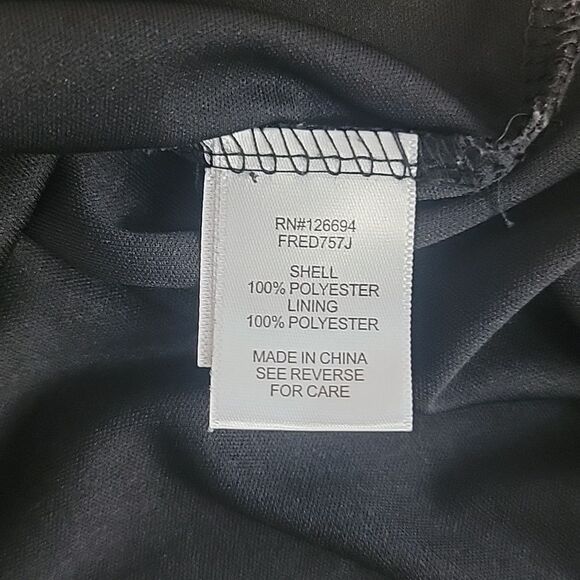 RN#126694
FRED757J
SHELL
100% POLYESTER
LINING
100% POLYESTER
MADE IN CHINA
SEE REVERSE
FOR CARE